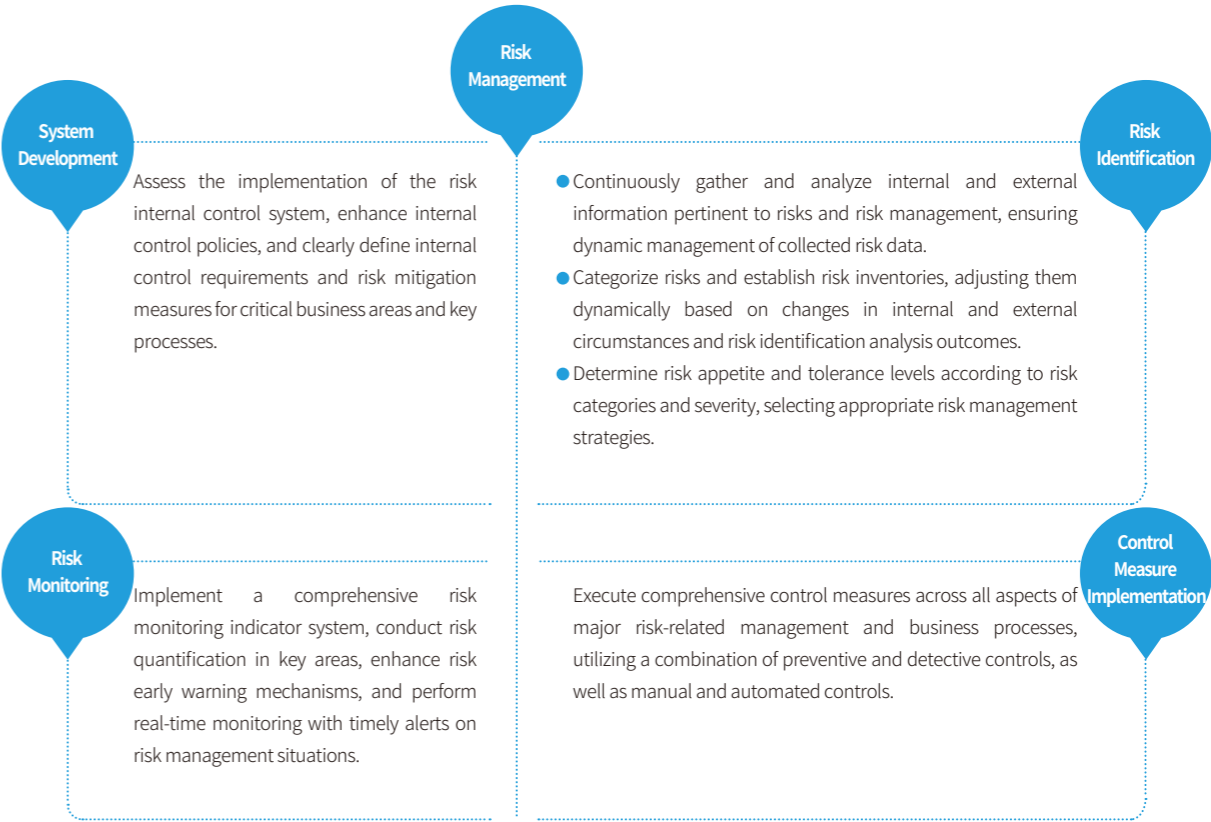 Risk
Management
System
Development
Assess the implementation of the risk
internal control system, enhance internal
control policies, and clearly define internal
control requirements and risk mitigation
measures for critical business areas and key
processes.
Risk
Identification
Continuously gather and analyze internal and external
information pertinent to risks and risk management, ensuring
dynamic management of collected risk data.
Categorize risks and establish risk inventories, adjusting them
dynamically based on changes in internal and external
circumstances and risk identification analysis outcomes.
Determine risk appetite and tolerance levels according to risk
categories and severity, selecting appropriate risk management
strategies.
Risk
Monitoring
Implement a comprehensive risk
monitoring indicator system, conduct risk
quantification in key areas, enhance risk
early warning mechanisms, and perform
real-time monitoring with timely alerts on
risk management situations.
Control
Measure
Implementation
Execute comprehensive control measures across all aspects of
major risk-related management and business processes,
utilizing a combination of preventive and detective controls, as
well as manual and automated controls.